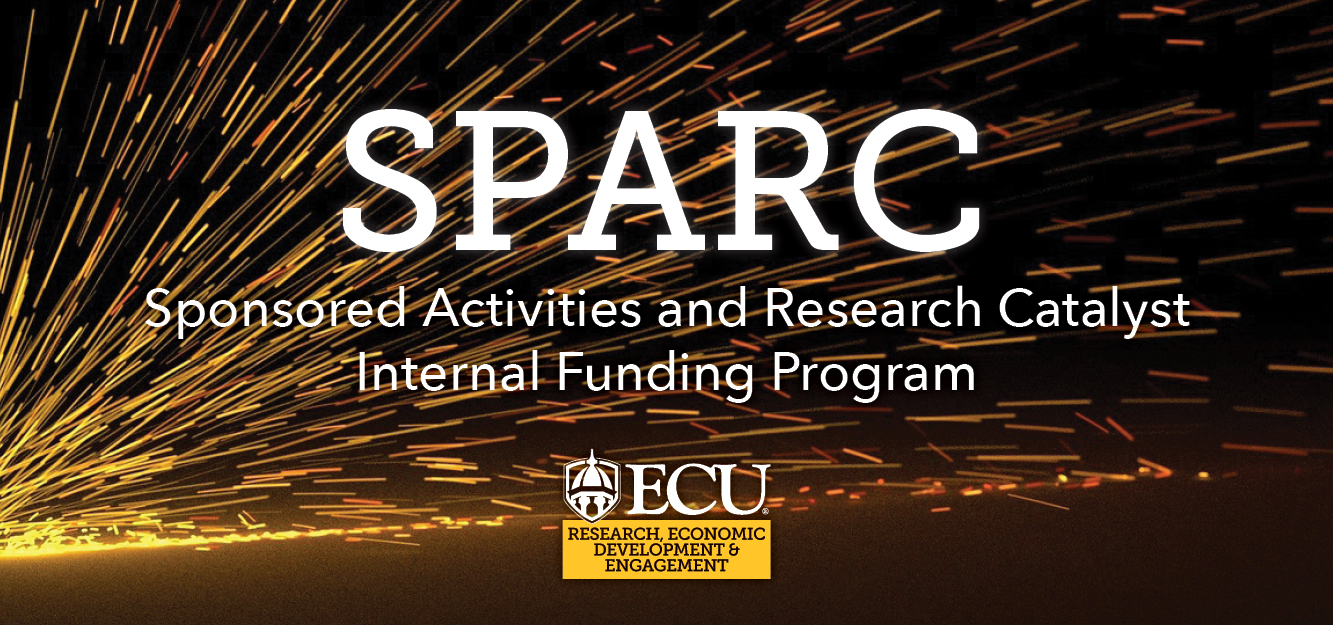 SPARC
Sponsored Activities and Research Catalyst
Internal Funding Program
ECU®
RESEARCH, ECONOMIC
DEVELOPMENT &
ENGAGEMENT